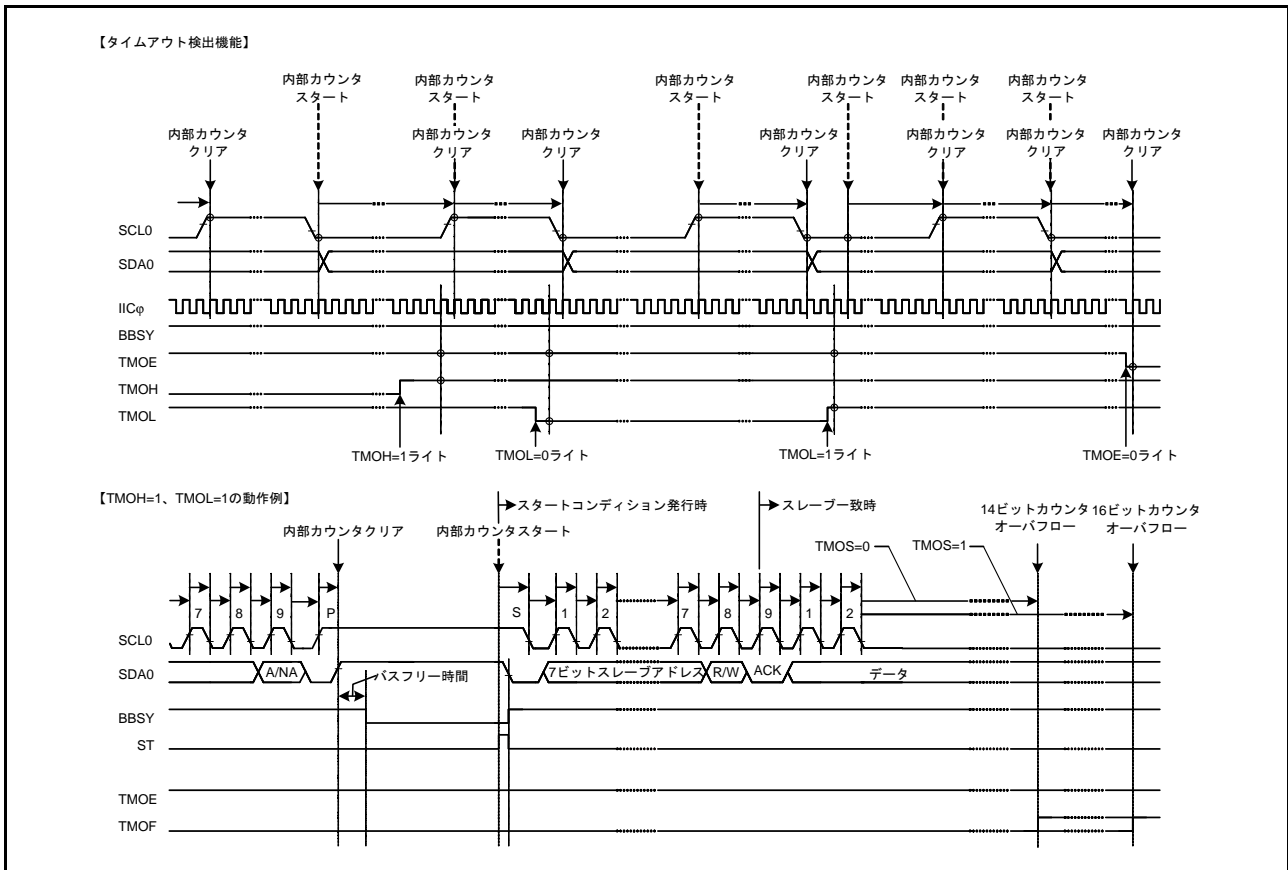 【タイムアウト検出機能】
内部カウンタ
スタート
内部カウンタ
スタート
内部カウンタ
スタート
内部カウンタ
スタート
内部カウンタ
スタート
内部カウンタ
スタート
内部カウンタ
クリア
内部カウンタ
クリア
内部カウンタ
クリア
内部カウンタ
クリア
内部カウンタ
クリア
内部カウンタ
クリア
内部カウンタ
クリア
SCL0
SDA0
IICφ
BBSY
TMOE
TMOH
TMOL
TMOH=1ライト
TMOL=0ライト
TMOL=1ライト
TMOE=0ライト
【TMOH=1、TMOL=1の動作例】
スタートコンディション発行時
スレーブ一致時
内部カウンタクリア
内部カウンタスタート
14ビットカウンタ
オーバフロー
16ビットカウンタ
オーバフロー
TMOS=0
TMOS=1
7 8 9 P S 1 2 7 8 9 1 2
SCL0
SDA0
A/NA
バスフリー時間
7ビットスレーブアドレス
R/W
ACK
データ
BBSY
ST
TMOE
TMOF